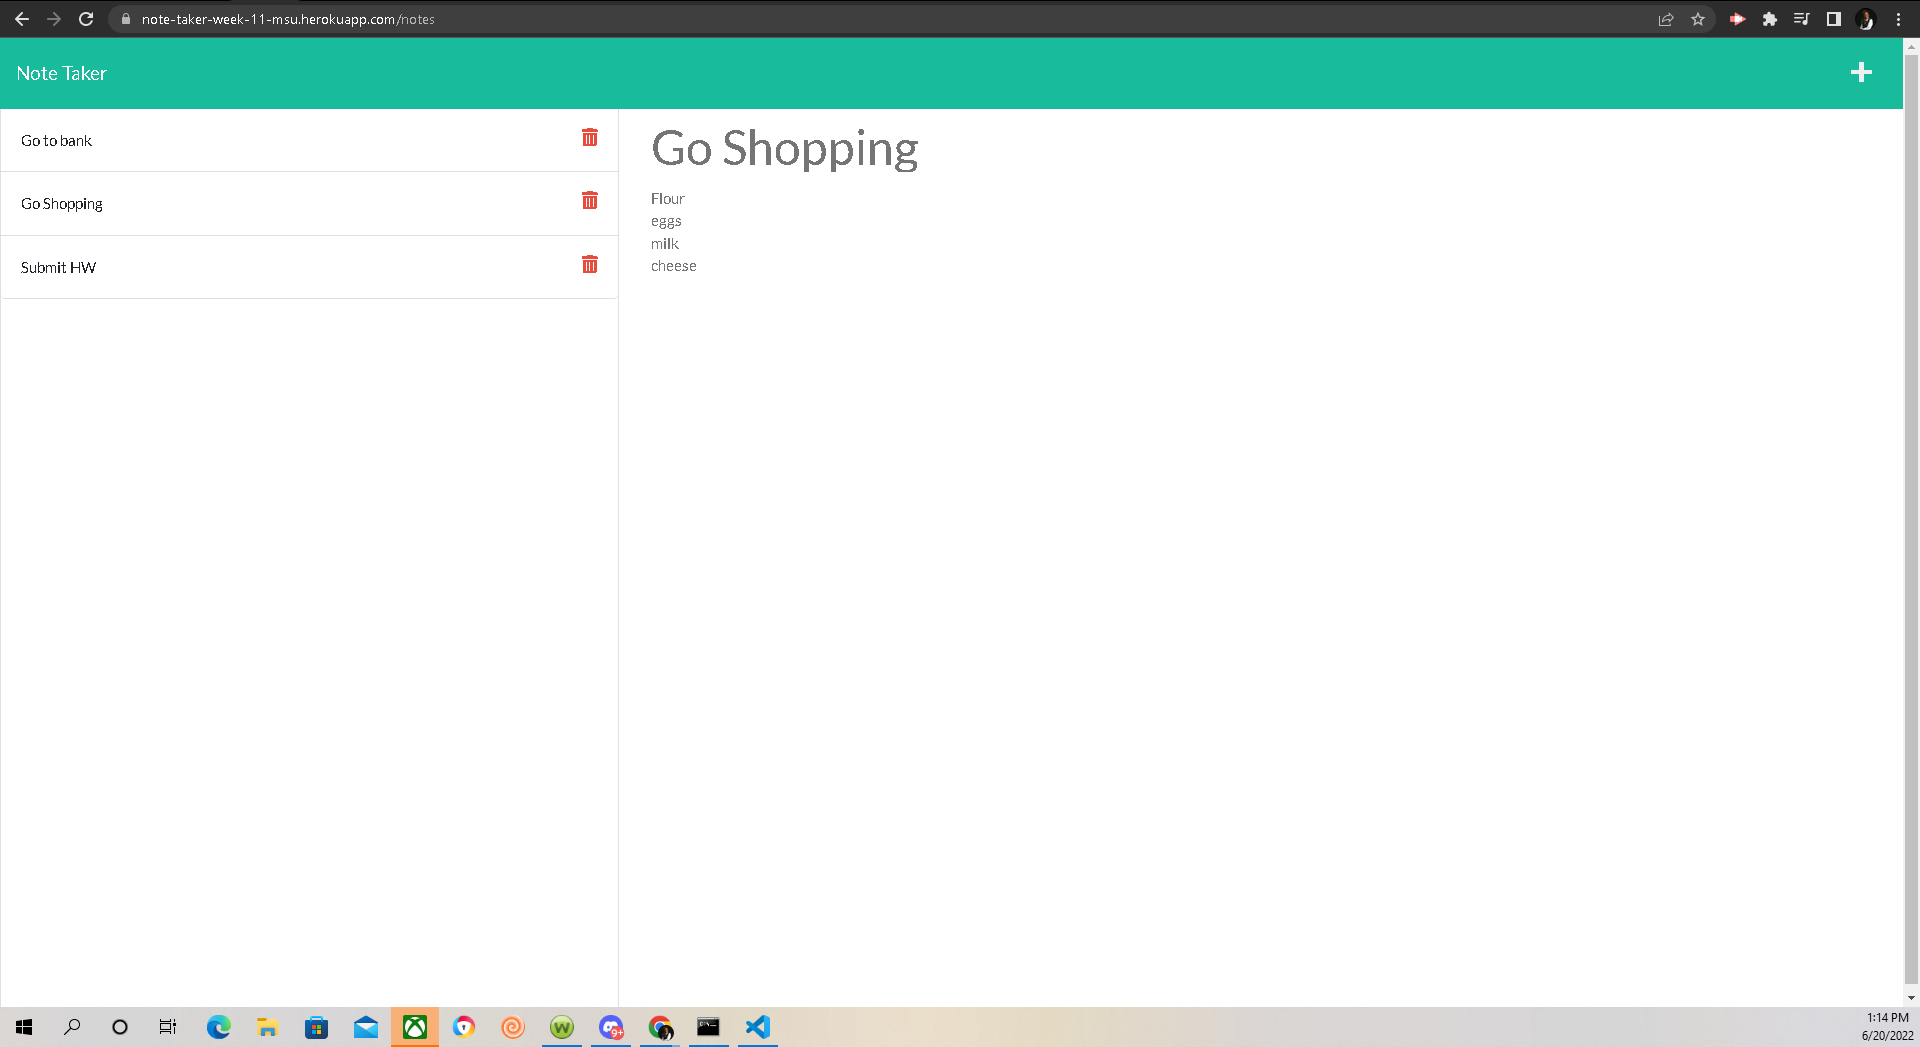 note-taker-week-11-msu.herokuapp.com/notes
Note Taker
Go to bank
Go Shopping
Submit HW
Go Shopping
Flour
eggs
milk
cheese
W
9+
1:14 PM
6/20/2022